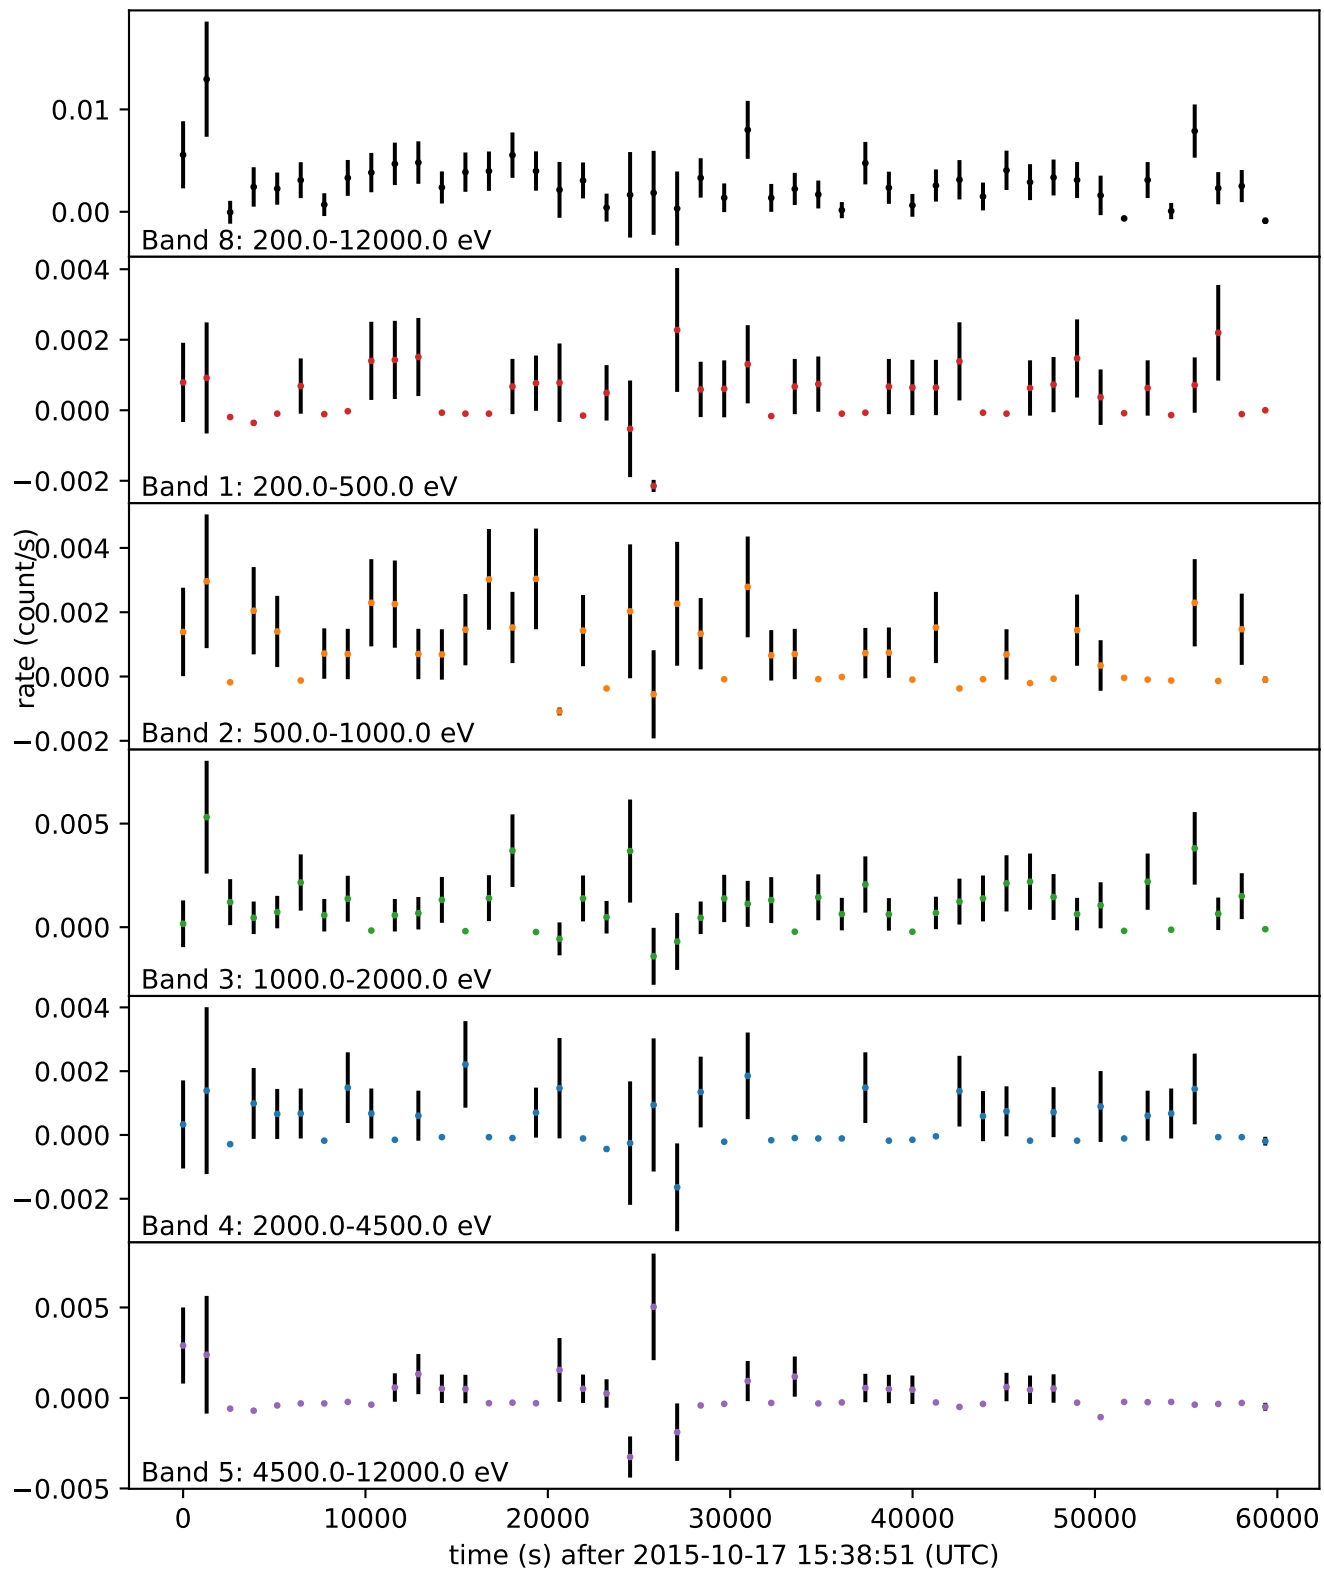 0.01
0.00
Band 8: 200.0-12000.0 eV
0.004
0.002
0.000
−0.002
Band 1: 200.0-500.0 eV
rate (count/s)
0.004
0.002
0.000
−0.002
Band 2: 500.0-1000.0 eV
0.005
0.000
Band 3: 1000.0-2000.0 eV
0.004
0.002
0.000
−0.002
Band 4: 2000.0-4500.0 eV
0.005
0.000
−0.005
Band 5: 4500.0-12000.0 eV
0 10000 20000 30000 40000 50000 60000
time (s) after 2015-10-17 15:38:51 (UTC)